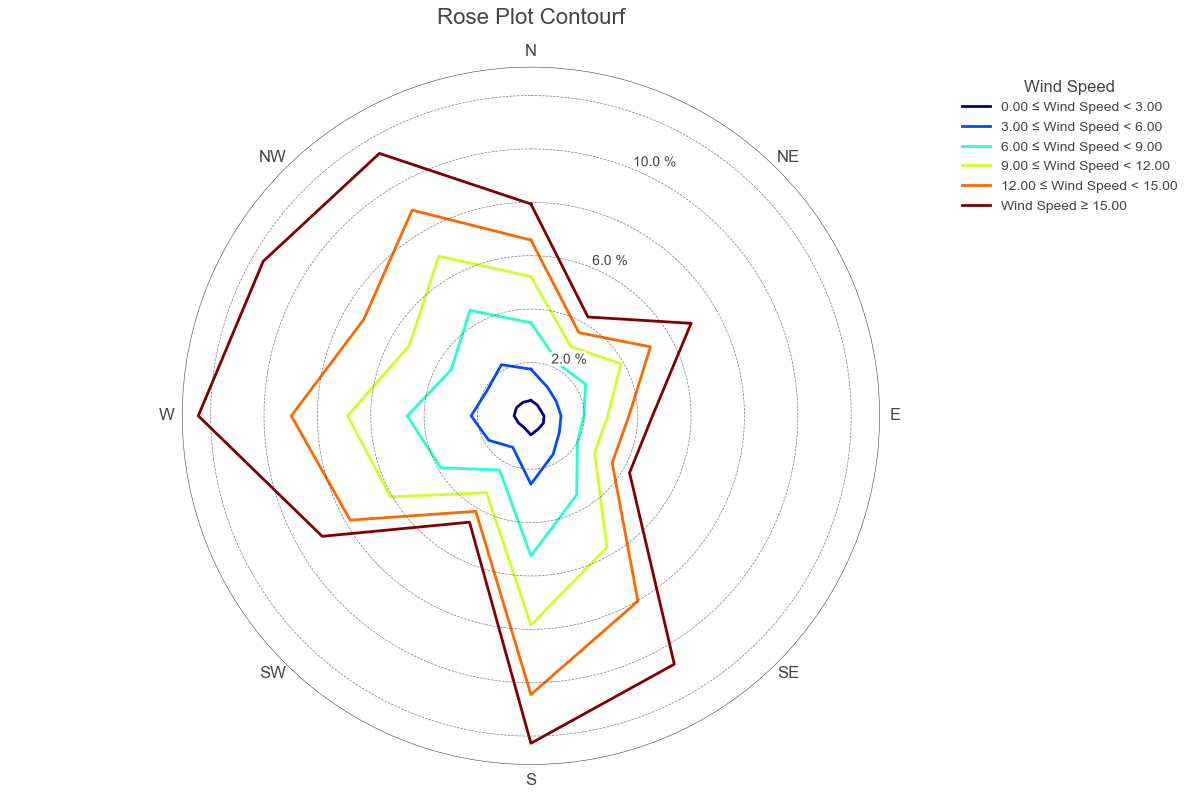 Rose Plot Contourf
N
Wind Speed
0.00 ≤ Wind Speed < 3.00
3.00 ≤ Wind Speed < 6.00
6.00 ≤ Wind Speed < 9.00
9.00 ≤ Wind Speed < 12.00
12.00 ≤ Wind Speed < 15.00
Wind Speed ≥ 15.00
NW
NE
10.0 %
6.0 %
2.0 %
W
E
SW
SE
S